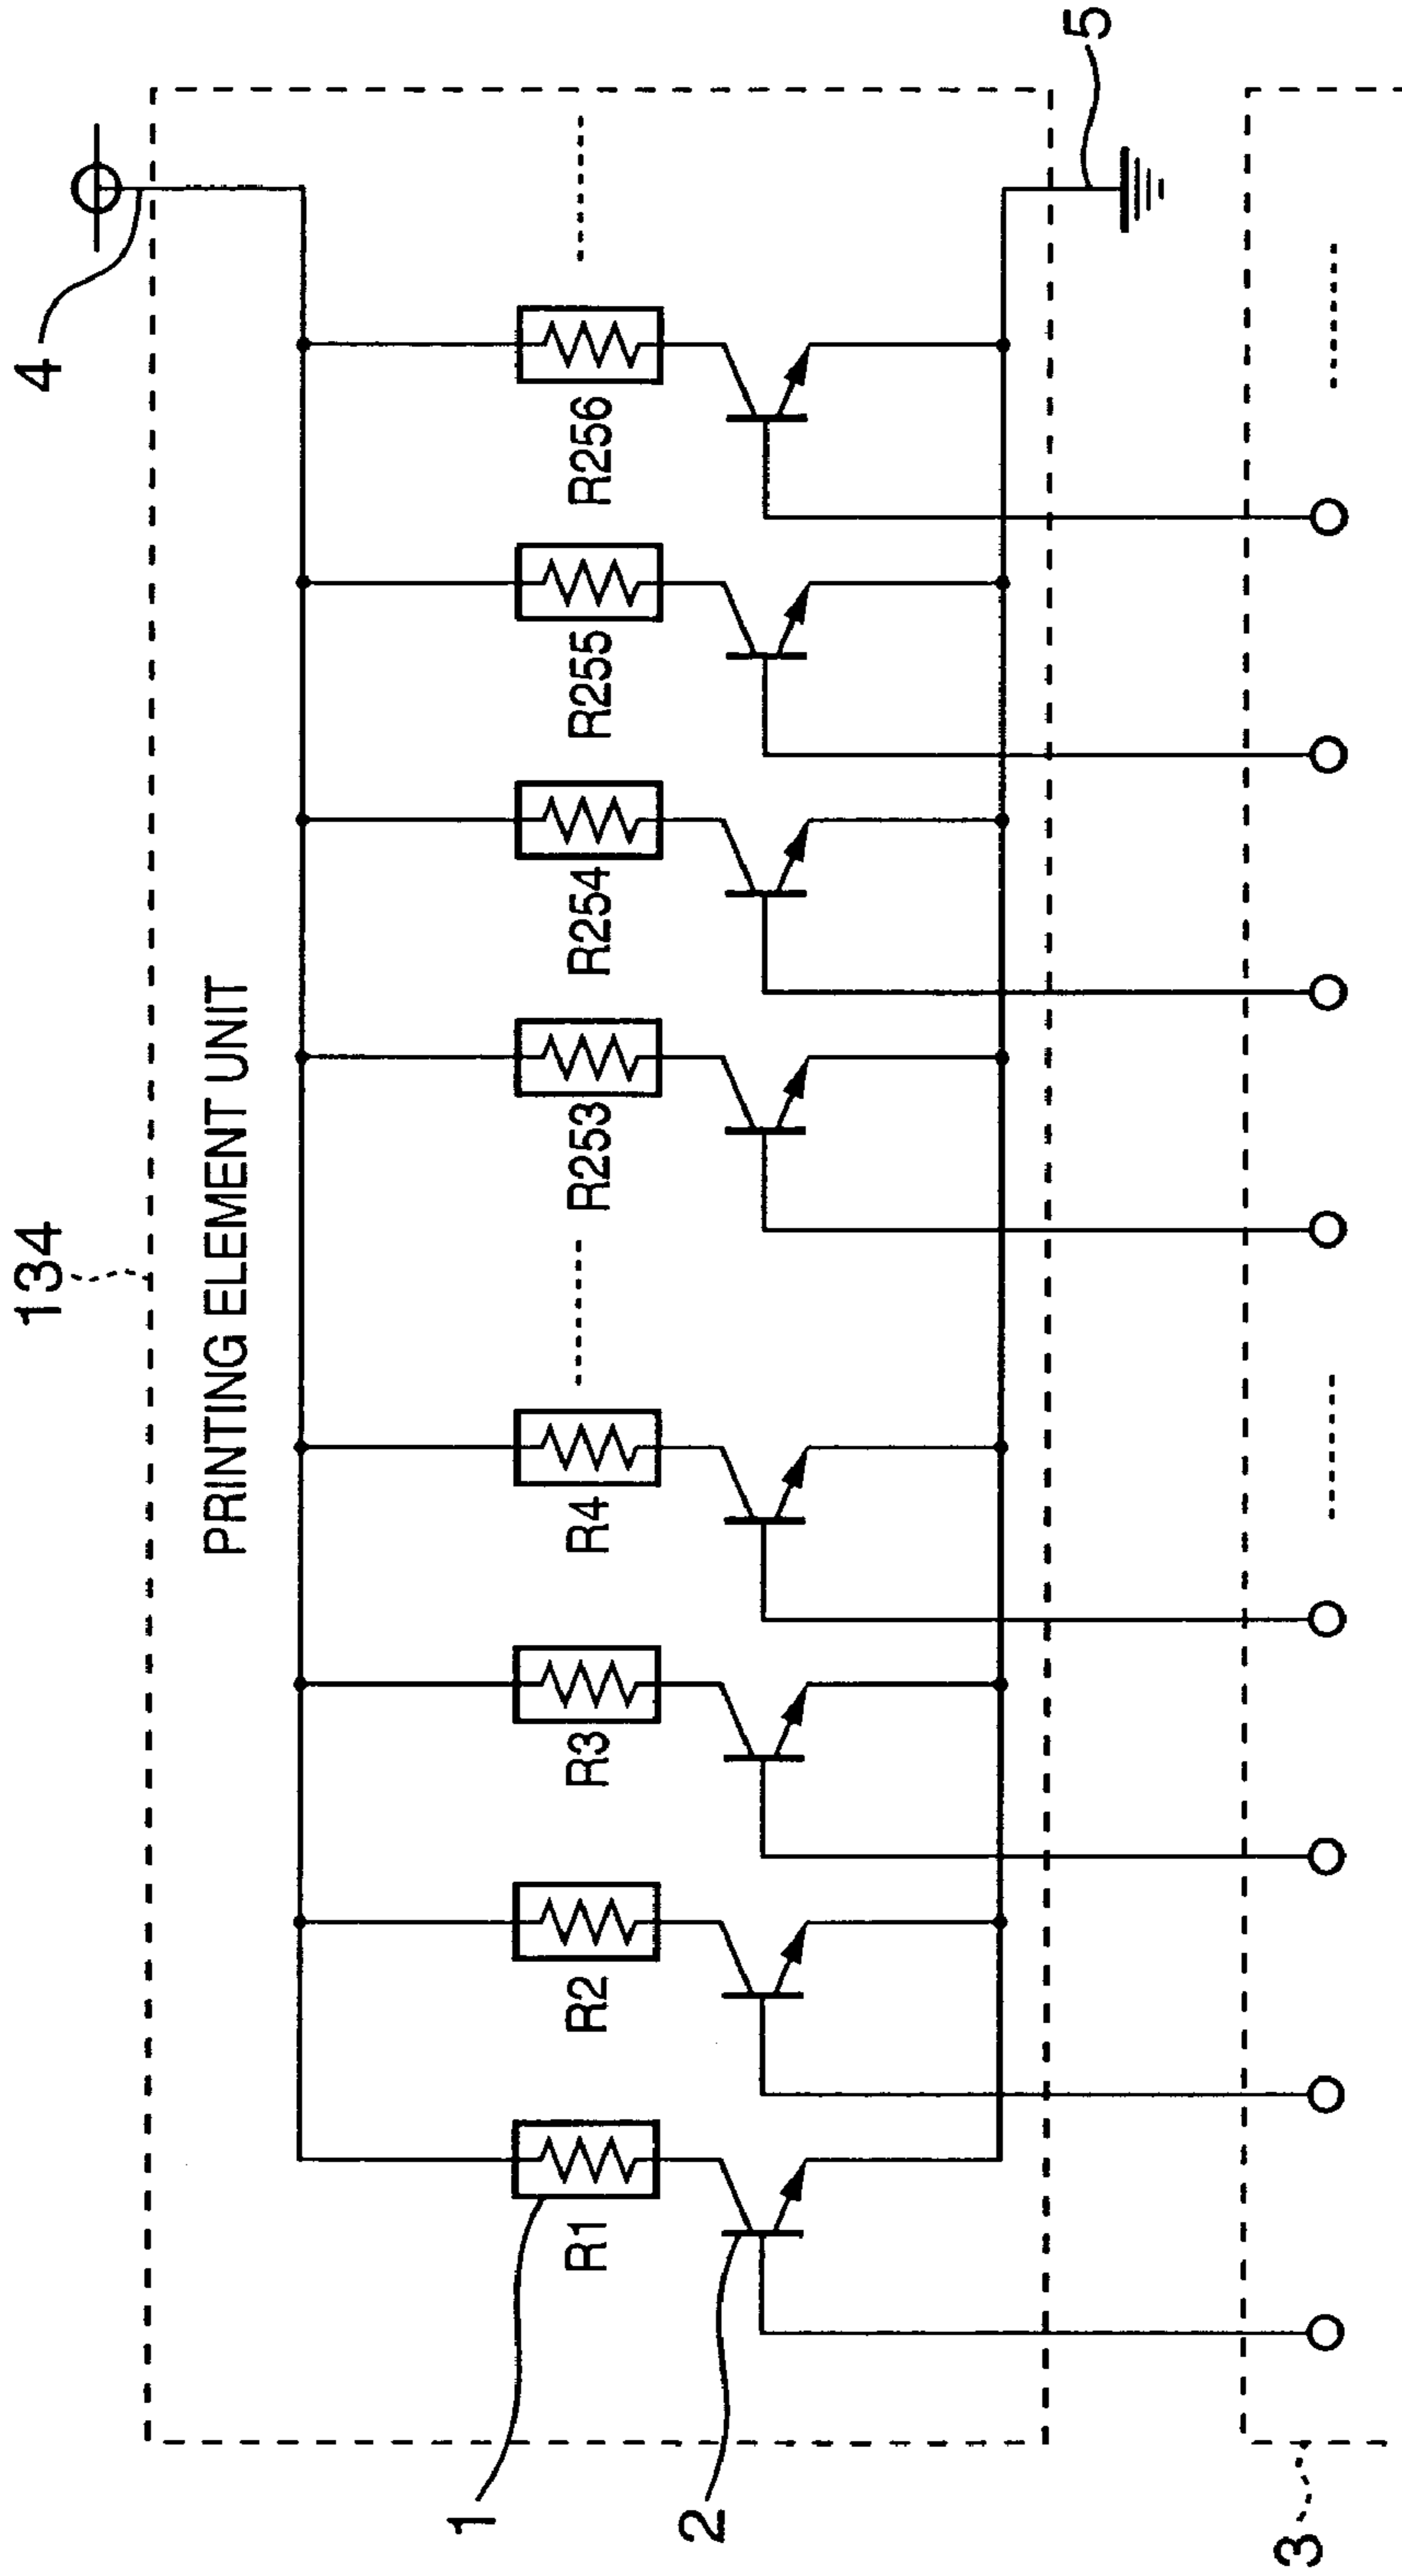 134
4
PRINTING ELEMENT UNIT
1
R1
R2
R3
R4
R253
R254
R255
R256
2
5
3